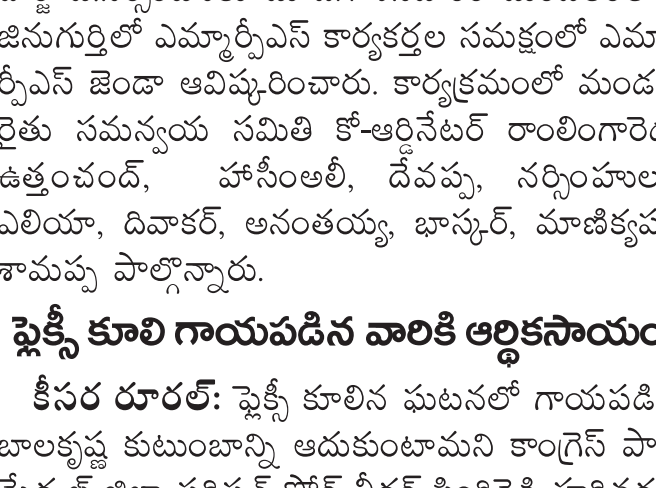 జినుగుర్తిలో ఎమ్మార్పీఎస్ కార్యకర్తల సమక్షంలో ఎమ్మా
ర్పీఎస్ జెండా ఆవిష్కరించారు. కార్యక్రమంలో మండ
రైతు సమన్వయ సమితి కో-ఆర్డినేటర్ రాంలింగారెడ
ఉత్తంచంద్, హాసీంఅలీ, దేవప్ప, నర్సింహుల
ఎలియా, దివాకర్, అనంతయ్య, భాస్కర్, మాణిక్యప
శామప్ప పాల్గొన్నారు.
ఫ్లెక్సీ కూలి గాయపడిన వారికి ఆర్థికసాయం
కీసర రూరల్: ఫ్లెక్సీ కూలిన ఘటనలో గాయపడి
బాలకృష్ణ కుటుంబాన్ని ఆదుకుంటామని కాంగ్రెస్ పా